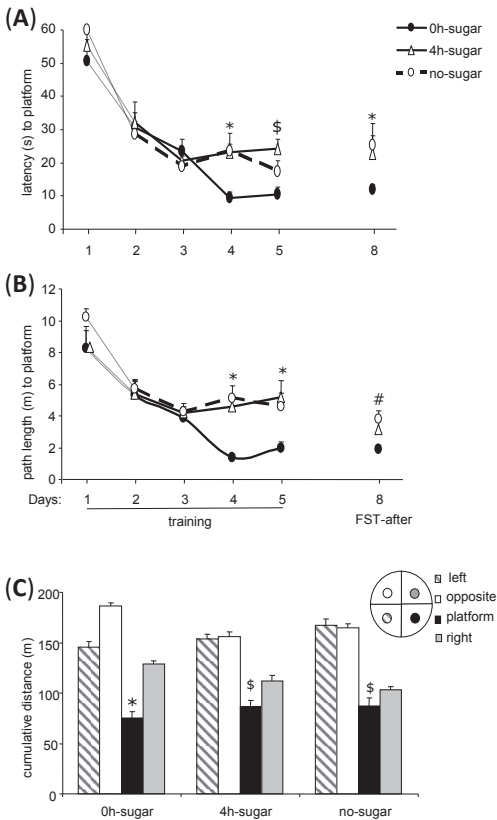 (A)
60
50
40
30
20
10
0
latency (s) to platform
0h-sugar
4h-sugar
no-sugar
* $ *
1 2 3 4 5 8
(B)
12
10
8
6
4
2
0
path length (m) to platform
* * #
Days: 1 2 3 4 5 8
training FST-after
(C)
200
150
100
50
0
cumulative distance (m)
left
opposite
platform
right
* $ $
0h-sugar 4h-sugar no-sugar